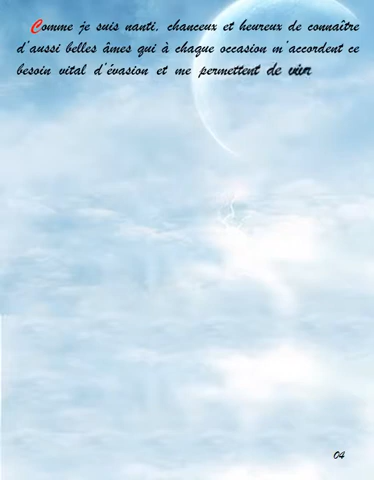 Comme je suis nanti, chanceux et heureux de connaître
d'aussi belles âmes qui à chaque occasion m'accordent ce
besoin vital d'évasion et me permettent de
04